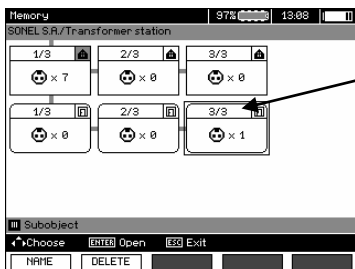 Memory 97% 13:08
SONEL S.A./Transformer station
1/3 2/3 3/3
× 7 × 0 × 0
1/3 2/3 3/3
× 0 × 0 × 1
Subobject
Choose ENTER Open ESC Exit
NAME DELETE